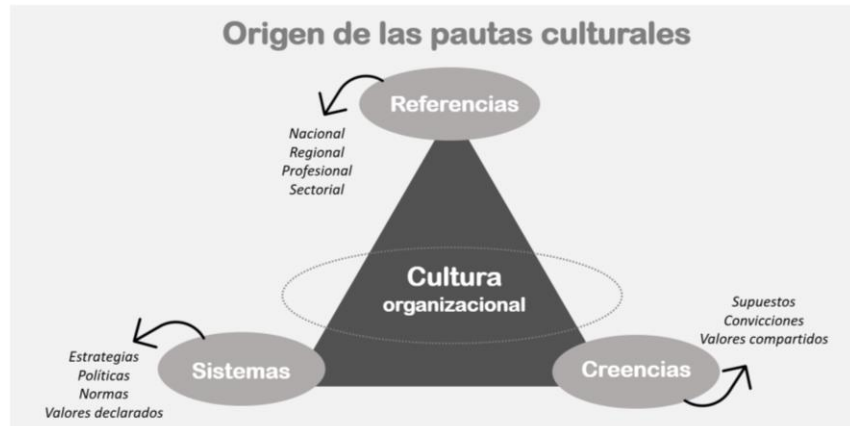 Origen de las pautas culturales
Referencias
Nacional
Regional
Profesional
Sectorial
Cultura
organizacional
Supuestos
Convicciones
Valores compartidos
Creencias
Sistemas
Estrategias
Políticas
Normas
Valores declarados